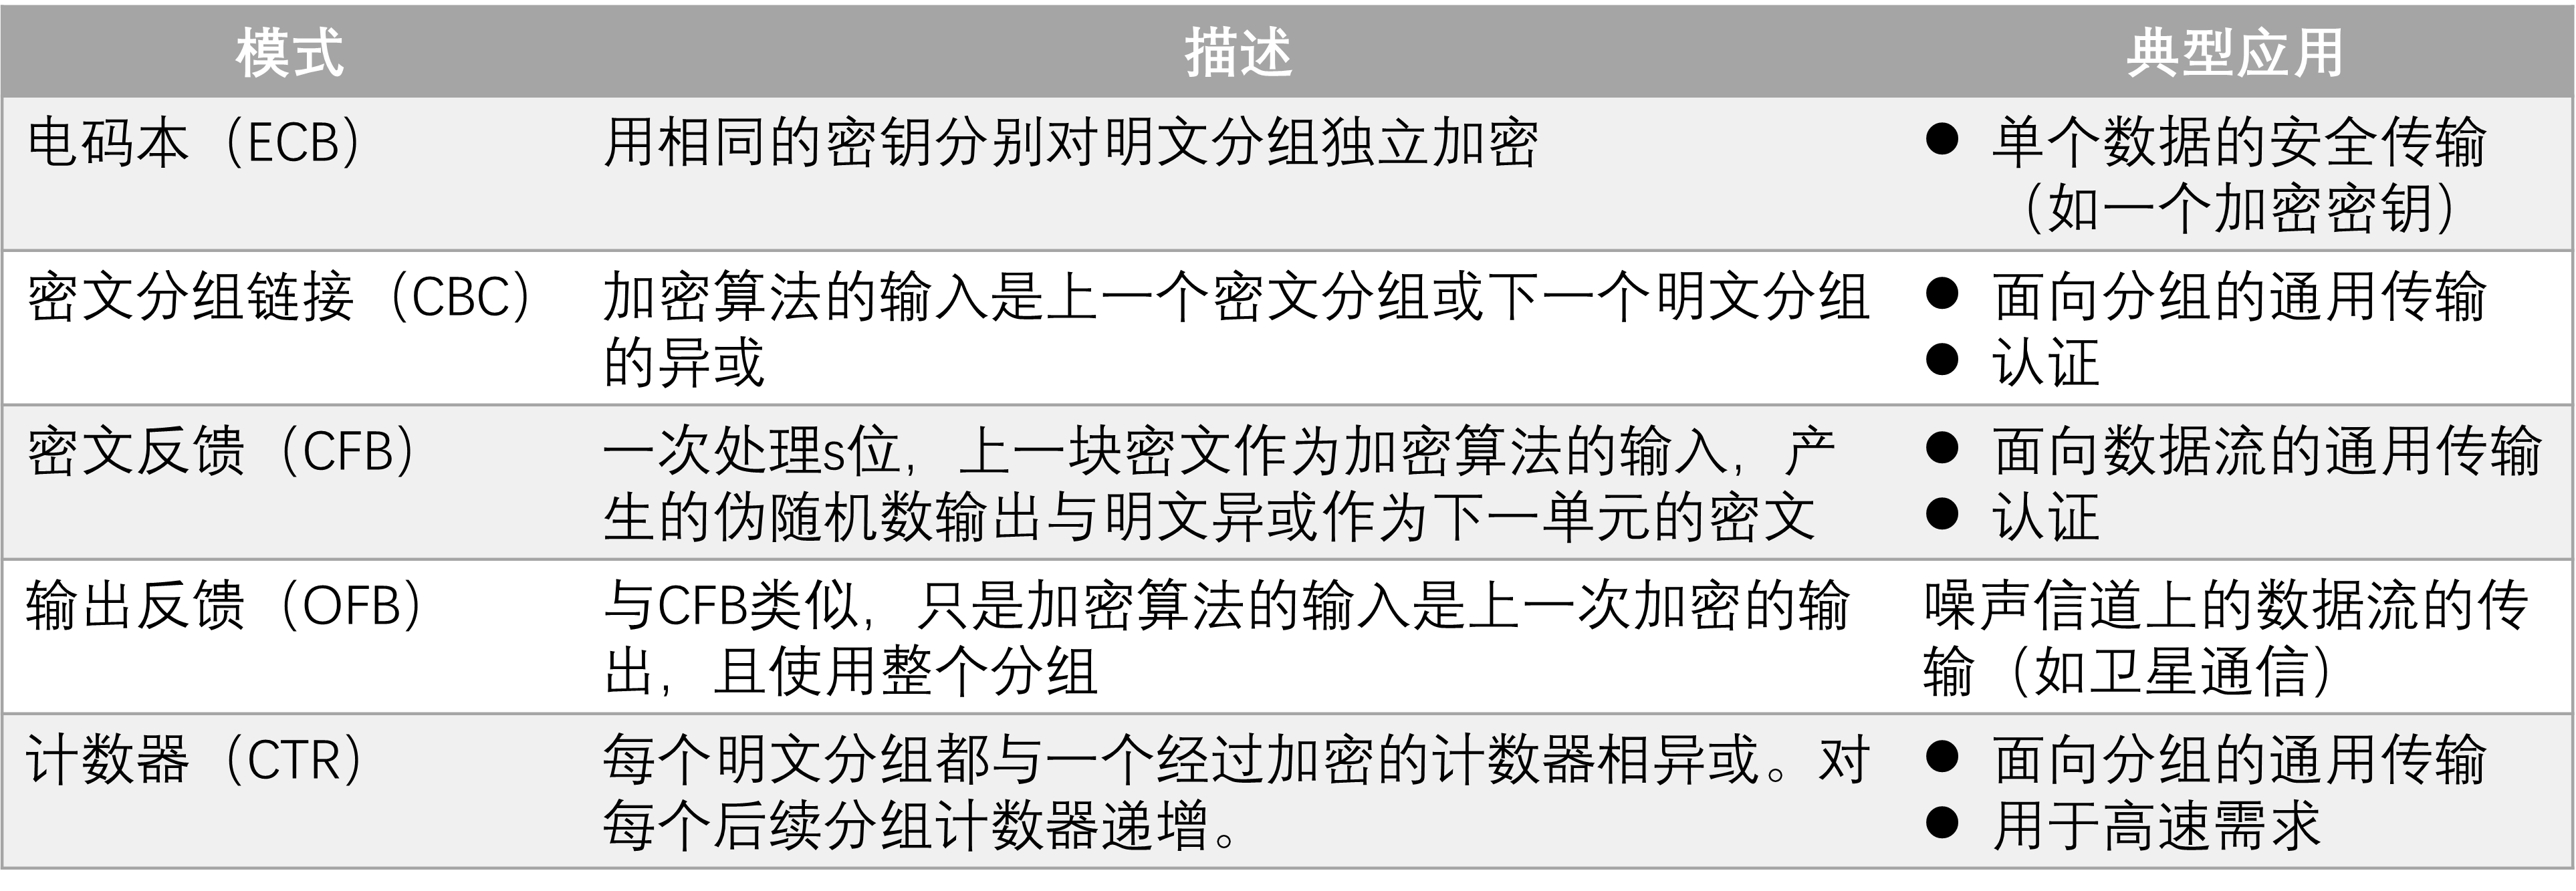 模式 描述 典型应用
电码本（ECB） 用相同的密钥分别对明文分组独立加密 ● 单个数据的安全传输
（如一个加密密钥）
密文分组链接（CBC） 加密算法的输入是上一个密文分组或下一个明文分组 ● 面向分组的通用传输
的异或 ● 认证
密文反馈（CFB） 一次处理s位，上一块密文作为加密算法的输入，产 ● 面向数据流的通用传输
生的伪随机数输出与明文异或作为下一单元的密文 ● 认证
输出反馈（OFB） 与CFB类似，只是加密算法的输入是上一次加密的输 噪声信道上的数据流的传
出，且使用整个分组 输（如卫星通信）
计数器（CTR） 每个明文分组都与一个经过加密的计数器相异或。对 ● 面向分组的通用传输
每个后续分组计数器递增。 ● 用于高速需求